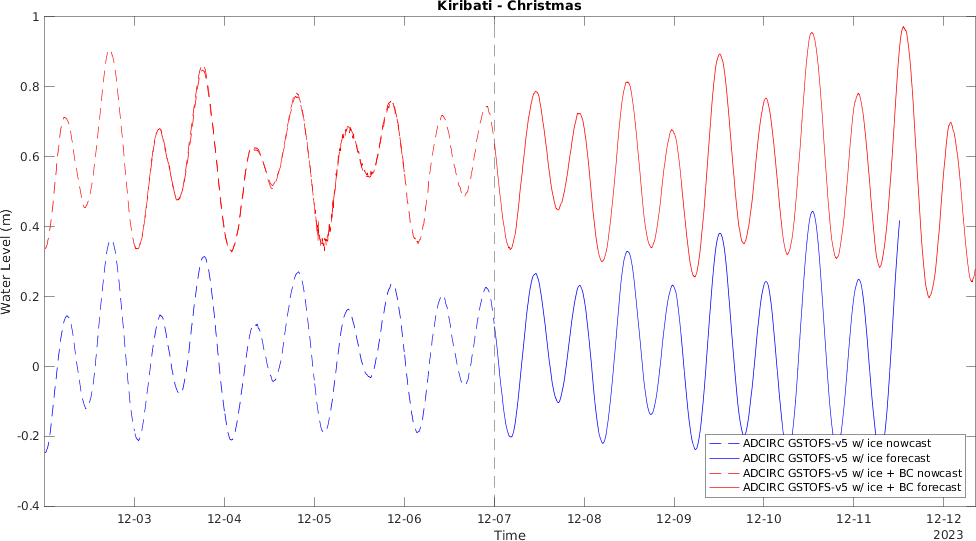 Kiribati - Christmas
1
0.8
0.6
0.4
0.2
0
-0.2
-0.4
Water Level (m)
ADCIRC GSTOFS-v5 w/ ice nowcast
ADCIRC GSTOFS-v5 w/ ice forecast
ADCIRC GSTOFS-v5 w/ ice + BC nowcast
ADCIRC GSTOFS-v5 w/ ice + BC forecast
12-03 12-04 12-05 12-06 12-07 12-08 12-09 12-10 12-11 12-12
2023
Time